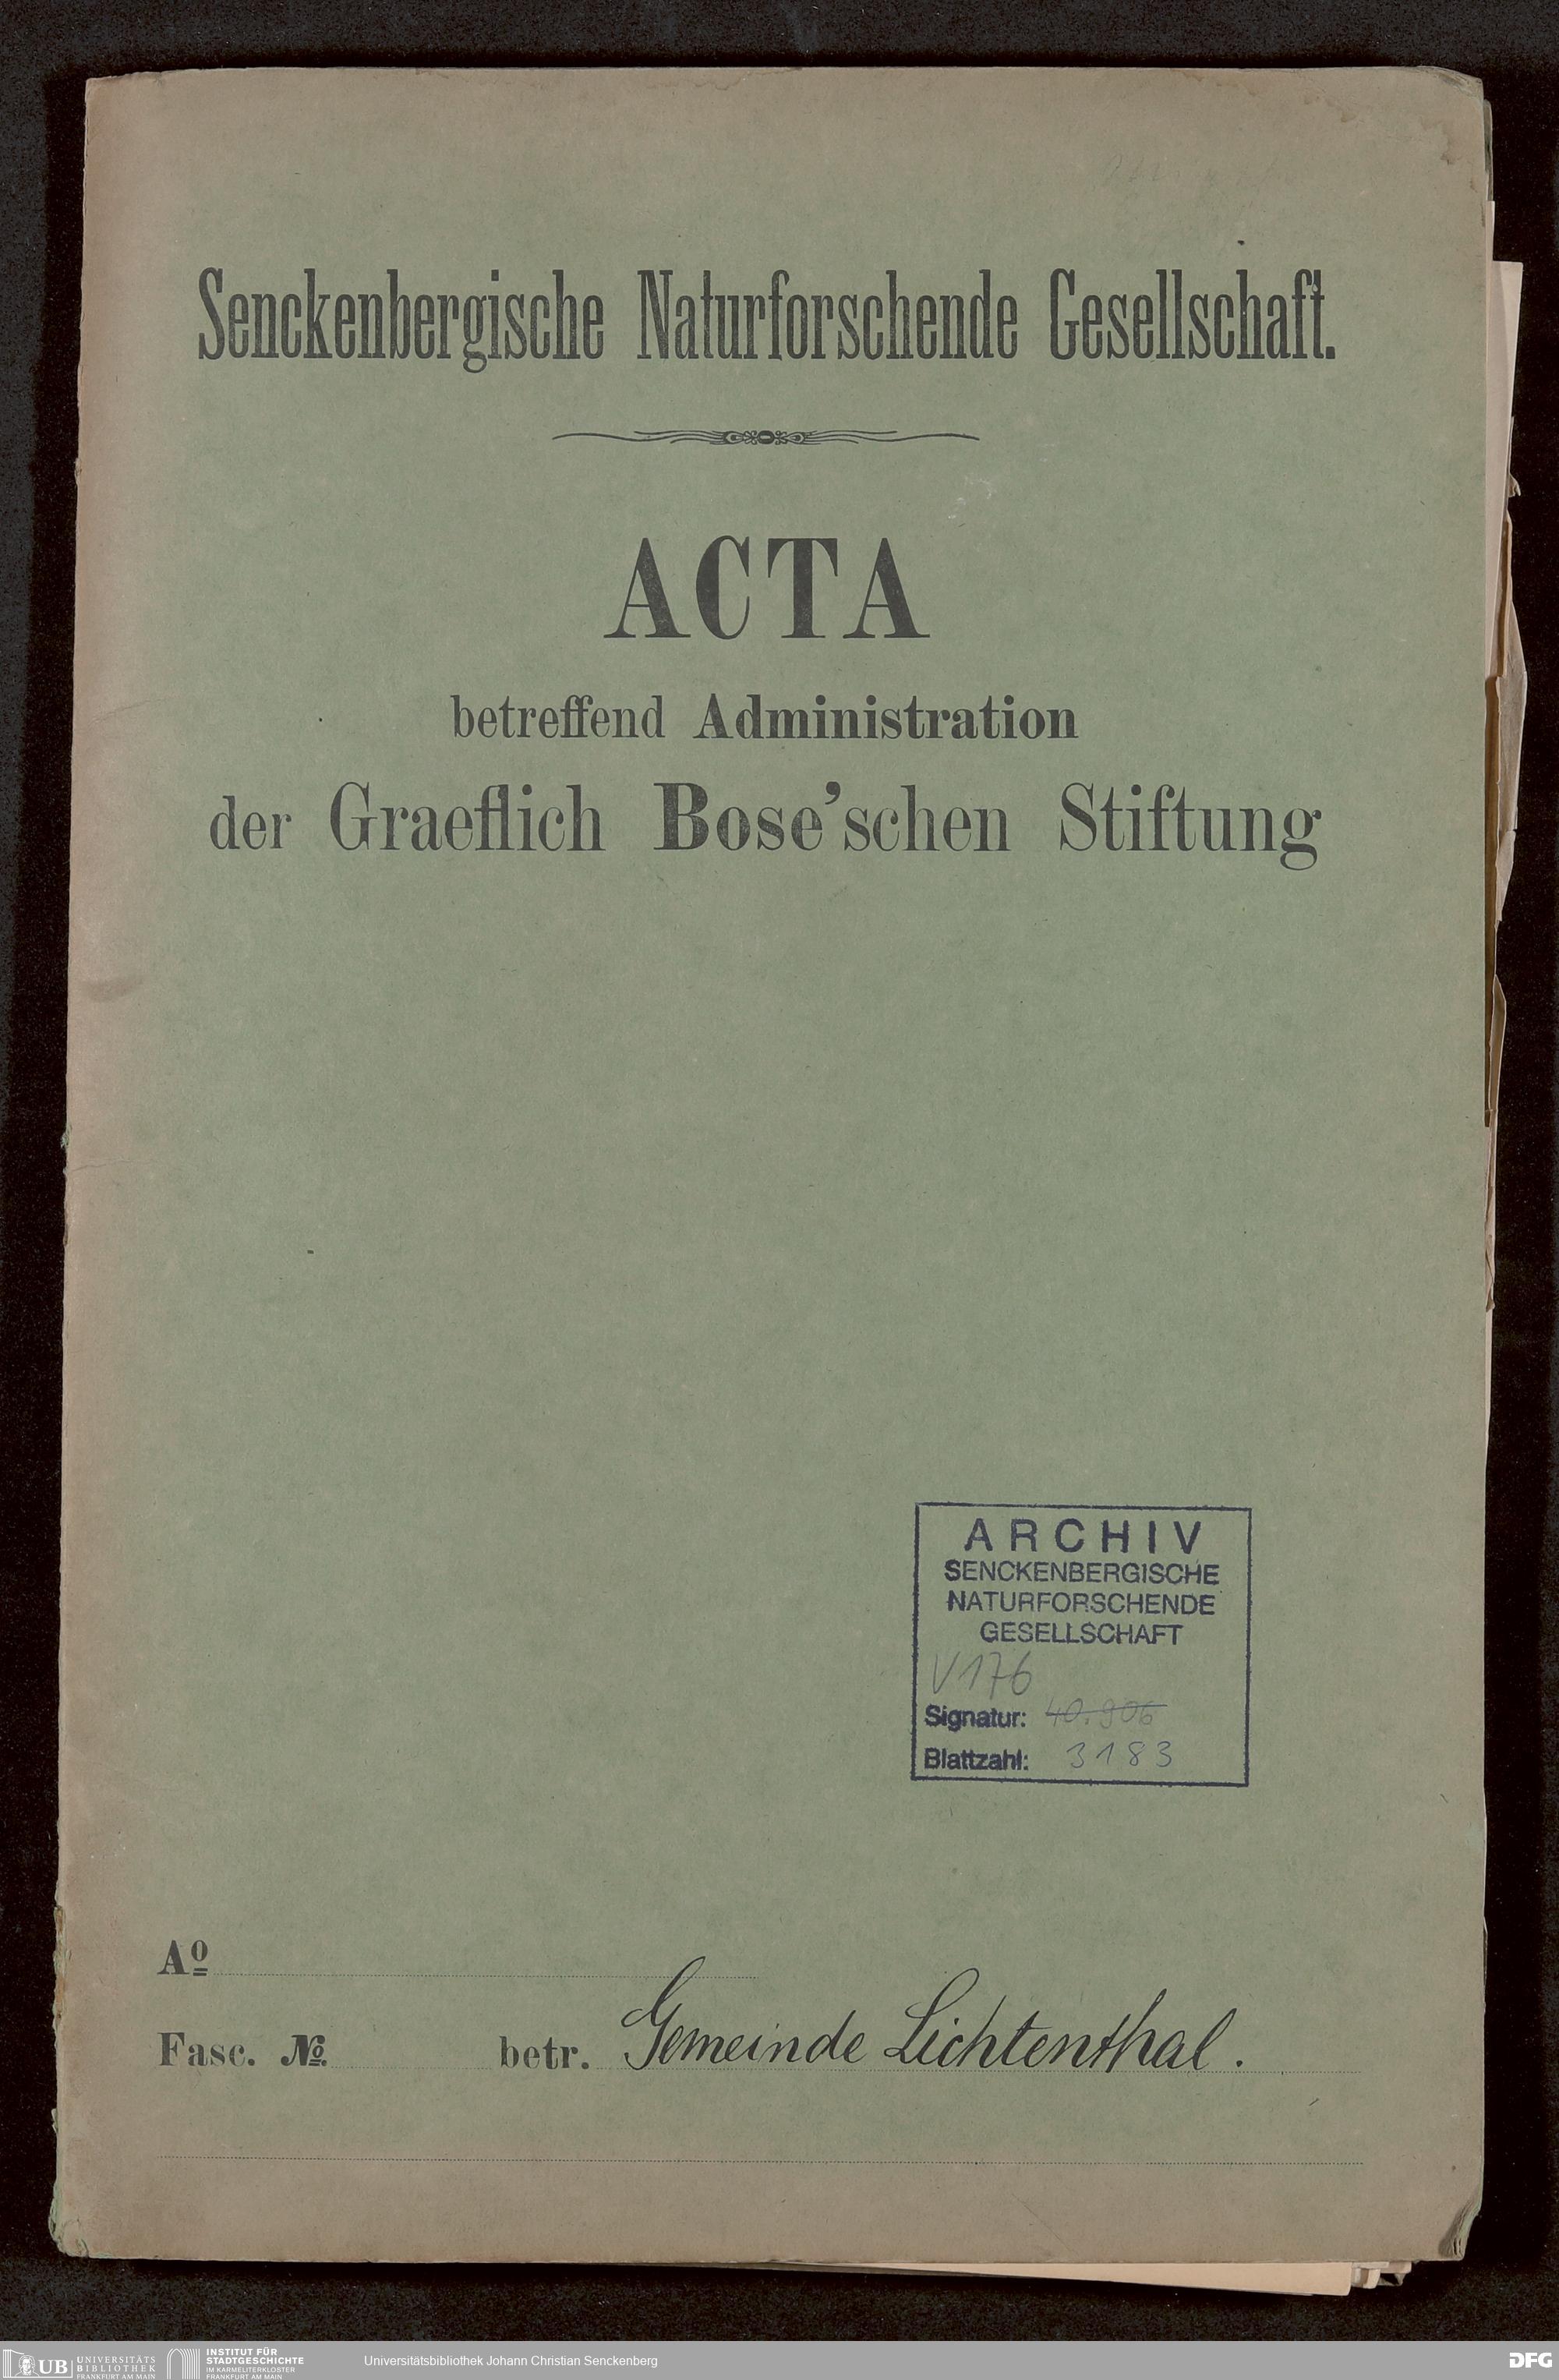 Senckenbergische Naturforschende Gesellschaft.
ACTA
betreffend Administration
der Graeflich Bose'schen Stiftung
ARCHIV
SENCKENBERGISCHE
NATURFORSCHENDE
GESELLSCHAFT
V176
Signatur: 40.906
Blattzahl: 3183
Aº
Fasc. №. betr. Gemeinde Lichtenthal.
UB UNIVERSITÄTS
BIBLIOTHEK
FRANKFURT AM MAIN
INSTITUT FÜR
STADTGESCHICHTE
IM KARMELITERKLOSTER
FRANKFURT AM MAIN
Universitätsbibliothek Johann Christian Senckenberg
DFG